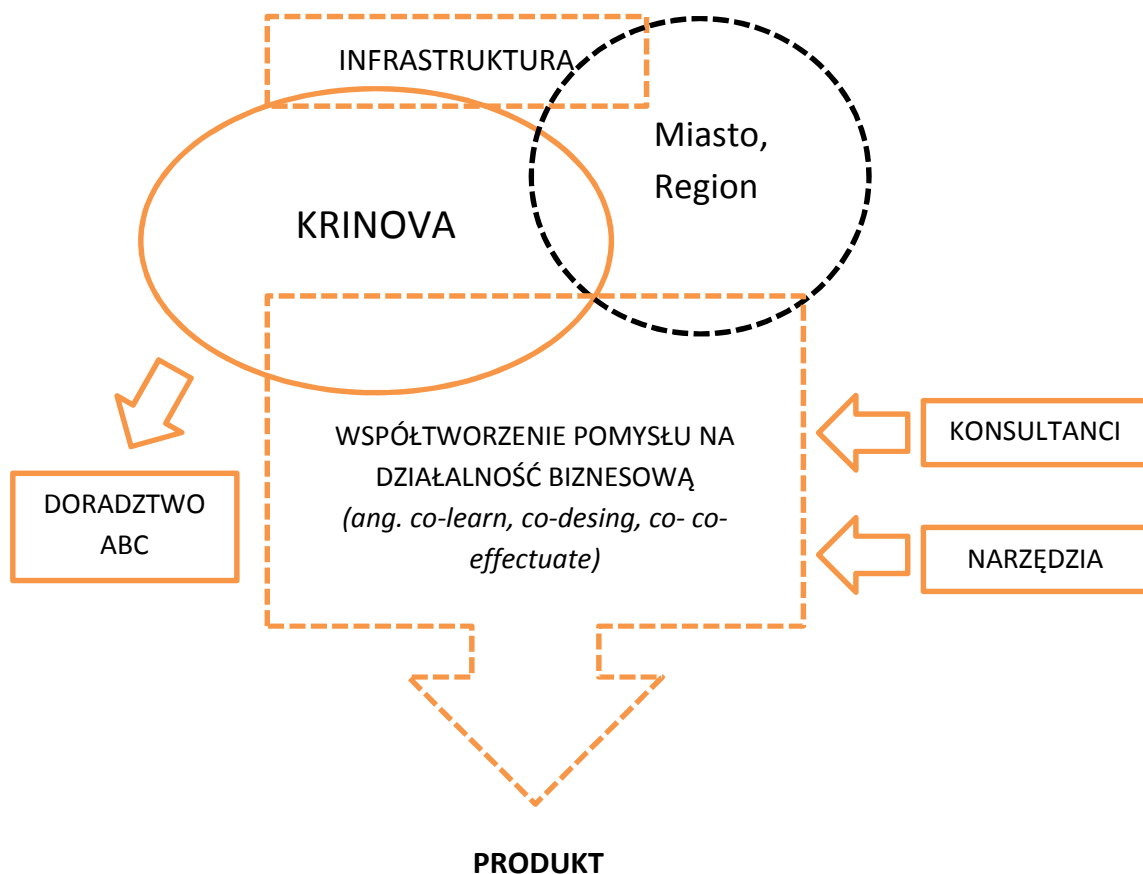 INFRASTRUKTURA
Miasto,
Region
KRINOVA
WSPÓŁTWORZENIE POMYSŁU NA
DZIAŁALNOŚĆ BIZNESOWĄ
(ang. co-learn, co-desing, co- co-
effectuate)
KONSULTANCI
DORADZTWO
ABC
NARZĘDZIA
PRODUKT